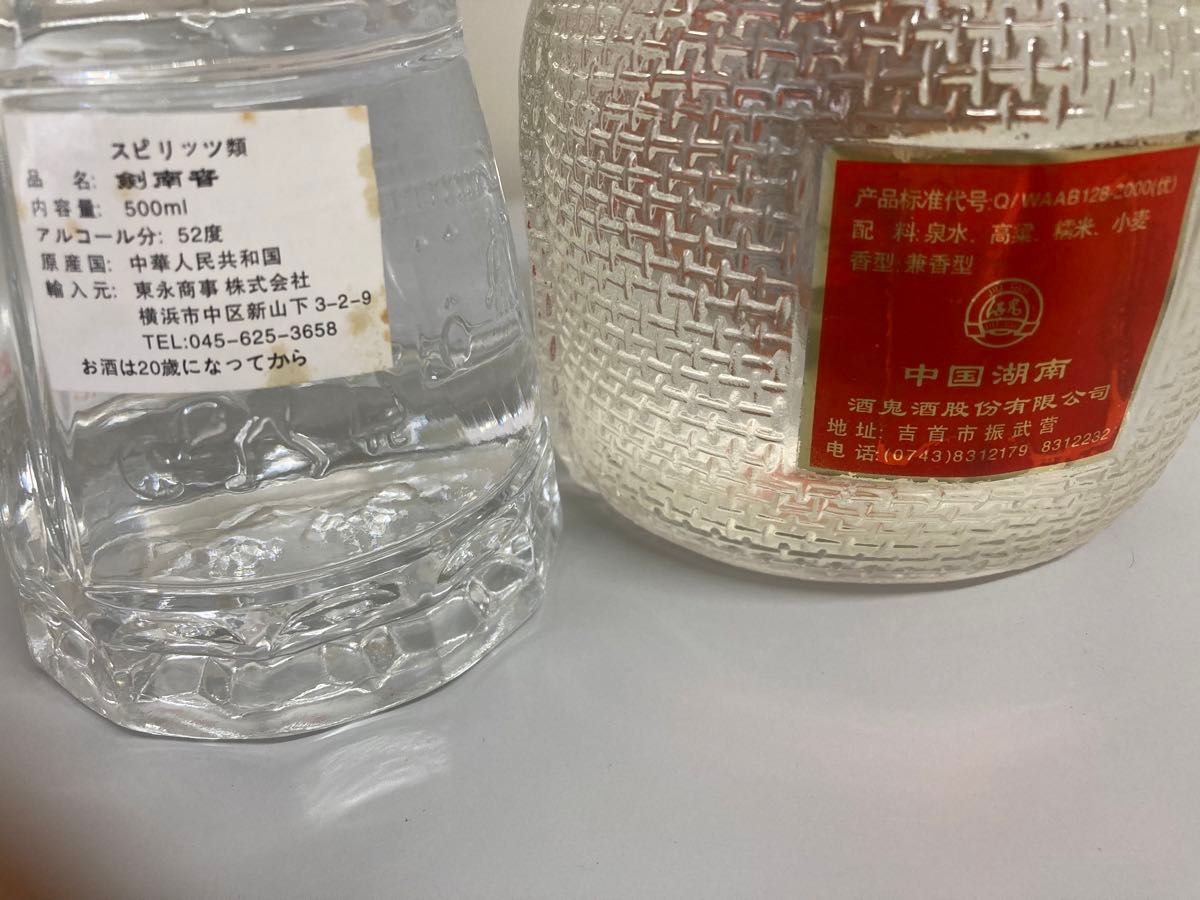 スピリッツ類
品 名: 剣南春
内容量: 500ml
アルコール分: 52度
原産国: 中華人民共和国
輸入元: 東永商事株式会社
横浜市中区新山下3-2-9
TEL:045-625-3658
お酒は20歳になってから
产品标准代号:Q/WAAB128-2000(优)
配 料:泉水、高粱、糯米、小麦
香型:兼香型
中国湖南
酒鬼酒股份有限公司
地址: 吉首市振武营
电话:(0743)8312179 8312232